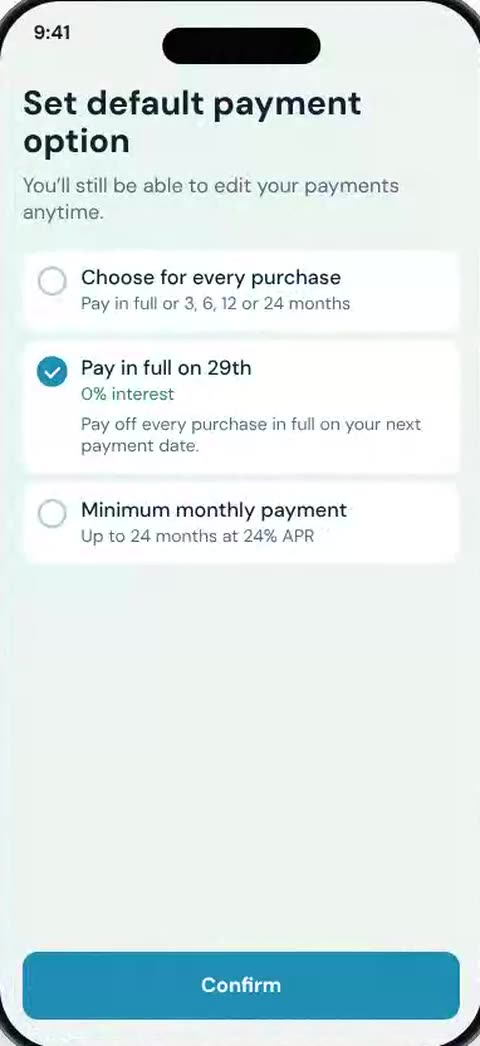 9:41
Set default payment
option
You'll still be able to edit your payments
anytime.
Choose for every purchase
Pay in full or 3, 6, 12 or 24 months
Pay in full on 29th
0% interest
Pay off every purchase in full on your next
payment date.
Minimum monthly payment
Up to 24 months at 24% APR
Confirm